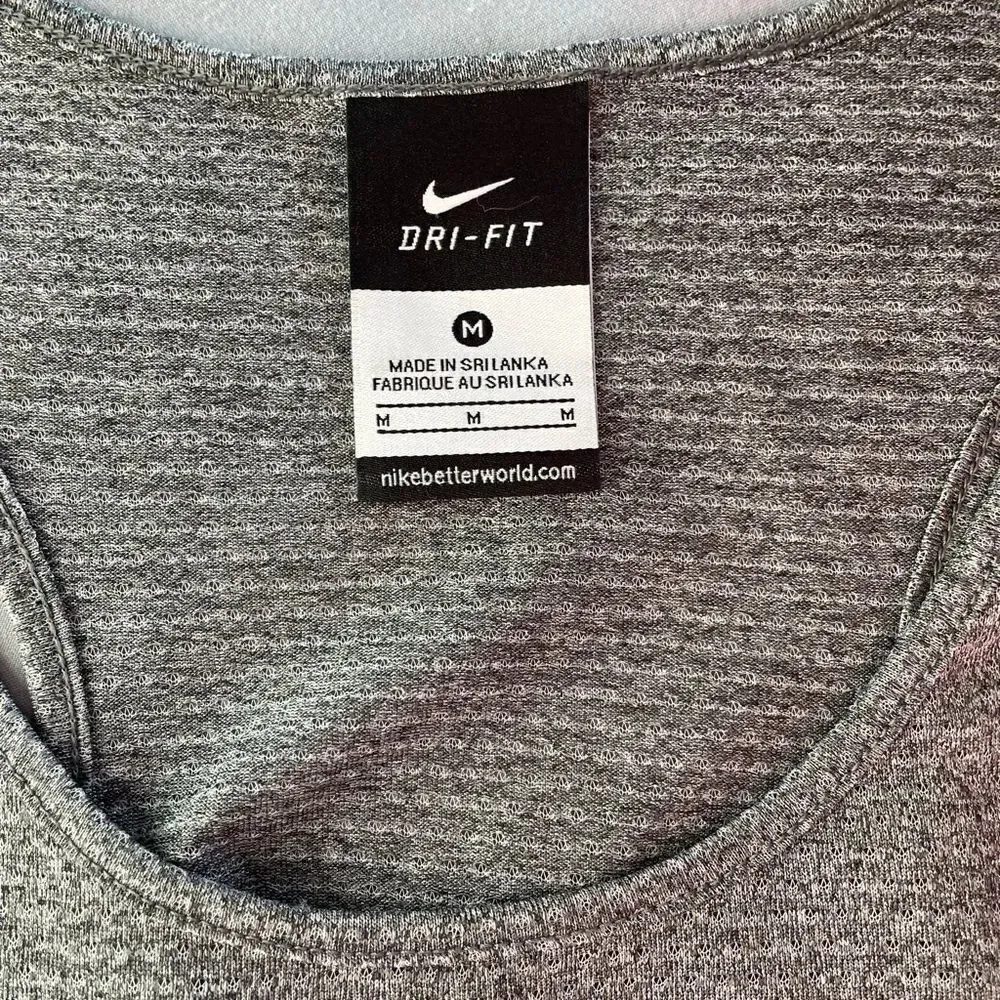 DRI-FIT
M
MADE IN SRI LANKA
FABRIQUE AU SRI LANKA
M M M
nikebetterworld.com